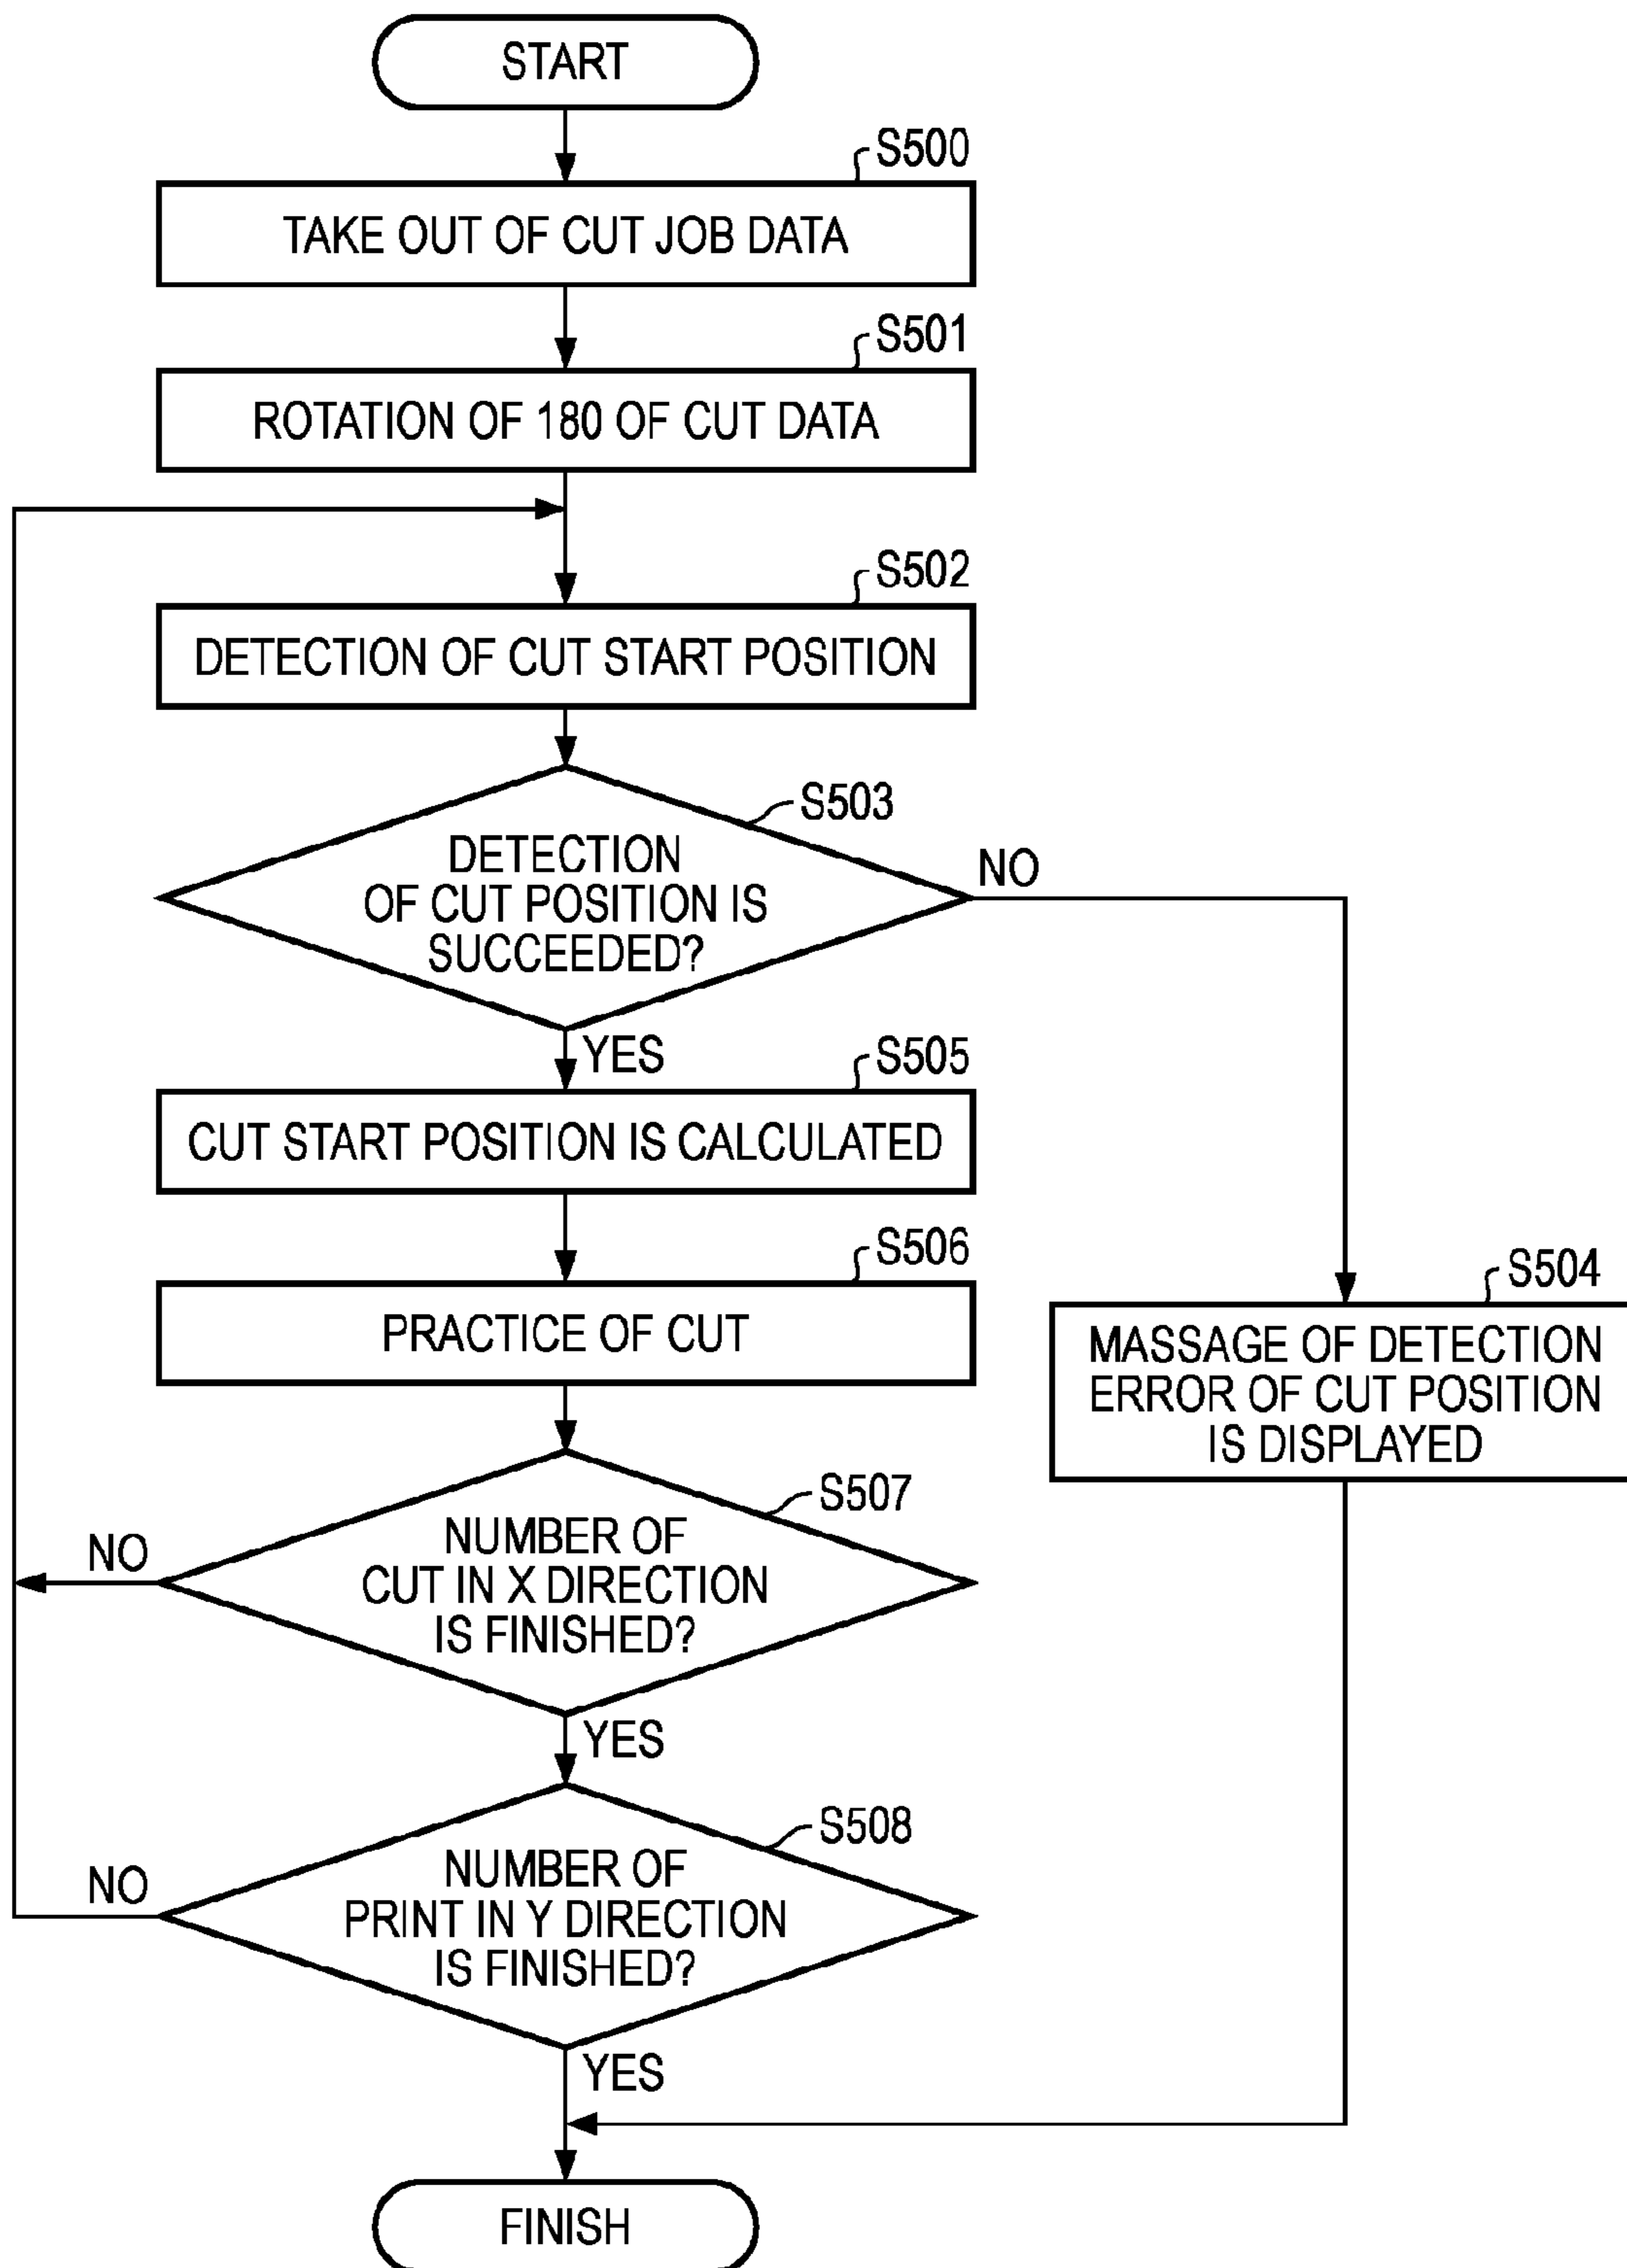 START
S500
TAKE OUT OF CUT JOB DATA
S501
ROTATION OF 180 OF CUT DATA
S502
DETECTION OF CUT START POSITION
S503
DETECTION
OF CUT POSITION IS
SUCCEEDED?
NO
YES
S505
CUT START POSITION IS CALCULATED
S506
PRACTICE OF CUT
S504
MASSAGE OF DETECTION
ERROR OF CUT POSITION
IS DISPLAYED
S507
NUMBER OF
CUT IN X DIRECTION
IS FINISHED?
NO
YES
S508
NUMBER OF
PRINT IN Y DIRECTION
IS FINISHED?
NO
YES
FINISH